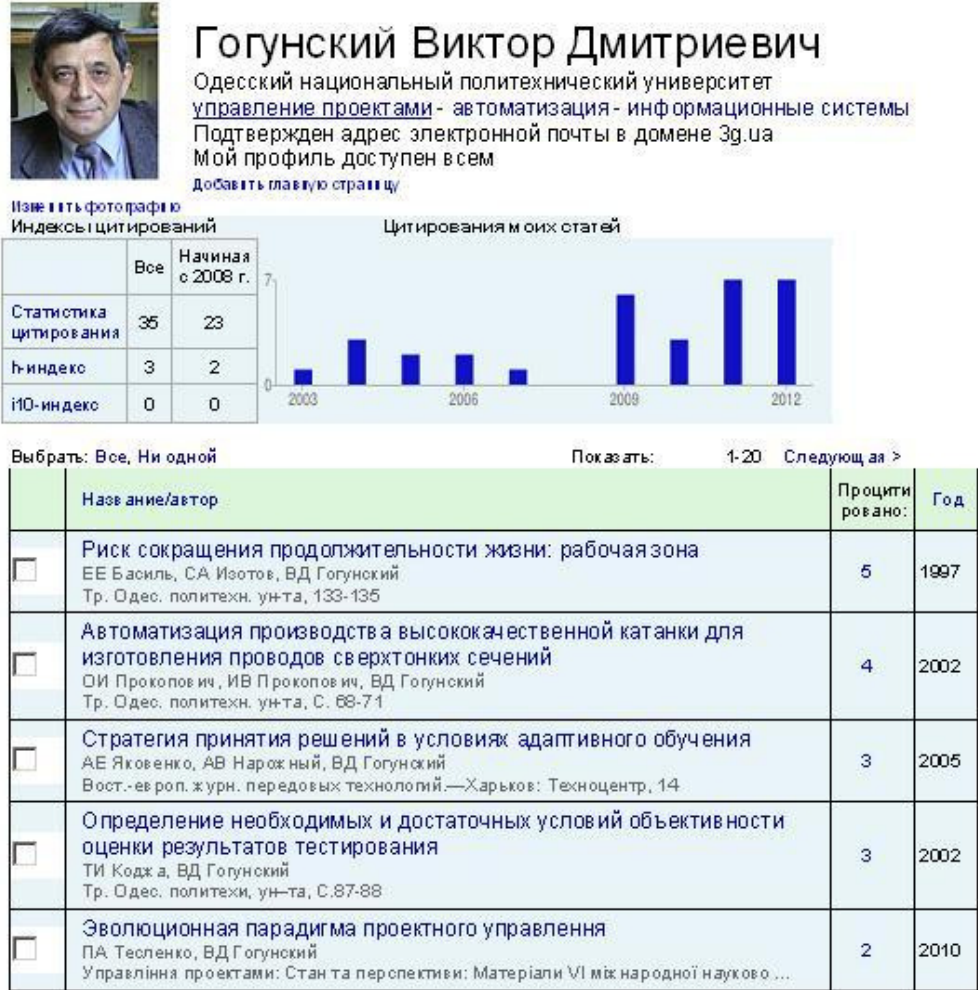 Гогунский Виктор Дмитриевич
Одесский национальный политехнический университет
управление проектами - автоматизация - информационные системы
Подтвержден адрес электронной почты в домене 3g.ua
Мой профиль доступен всем
Добавить главную страницу
Изменить фотографию
Индексы цитирований
Цитирования моих статей
Все
Начиная
с 2008 г.
Статистика
цитирования
35
23
h-индекс
3
2
i10-индекс
0
0
7
0
2003
2006
2009
2012
Выбрать: Все, Ни одной
Показать:
1-20
Следующая >
Название/автор
Процити
ровано:
Год
Риск сокращения продолжительности жизни: рабочая зона
ЕЕ Басиль, СА Изотов, ВД Гогунский
Тр. Одес. политехн. ун-та, 133-135
5
1997
Автоматизация производства высококачественной катанки для
изготовления проводов сверхтонких сечений
ОИ Прокопович, ИВ Прокопович, ВД Гогунский
Тр. Одес. политехн. ун-та, С. 68-71
4
2002
Стратегия принятия решений в условиях адаптивного обучения
АЕ Яковенко, АВ Нарожный, ВД Гогунский
Вост.-европ. журн. передовых технологий.—Харьков: Техноцентр, 14
3
2005
Определение необходимых и достаточных условий объективности
оценки результатов тестирования
ТИ Коджа, ВД Гогунский
Тр. Одес. политехи, ун—та, С.87-88
3
2002
Эволюционная парадигма проектного управлення
ПА Тесленко, ВД Гогунский
Управління проектами: Стан та перспективи: Матеріали VI міжнародної науково ...
2
2010